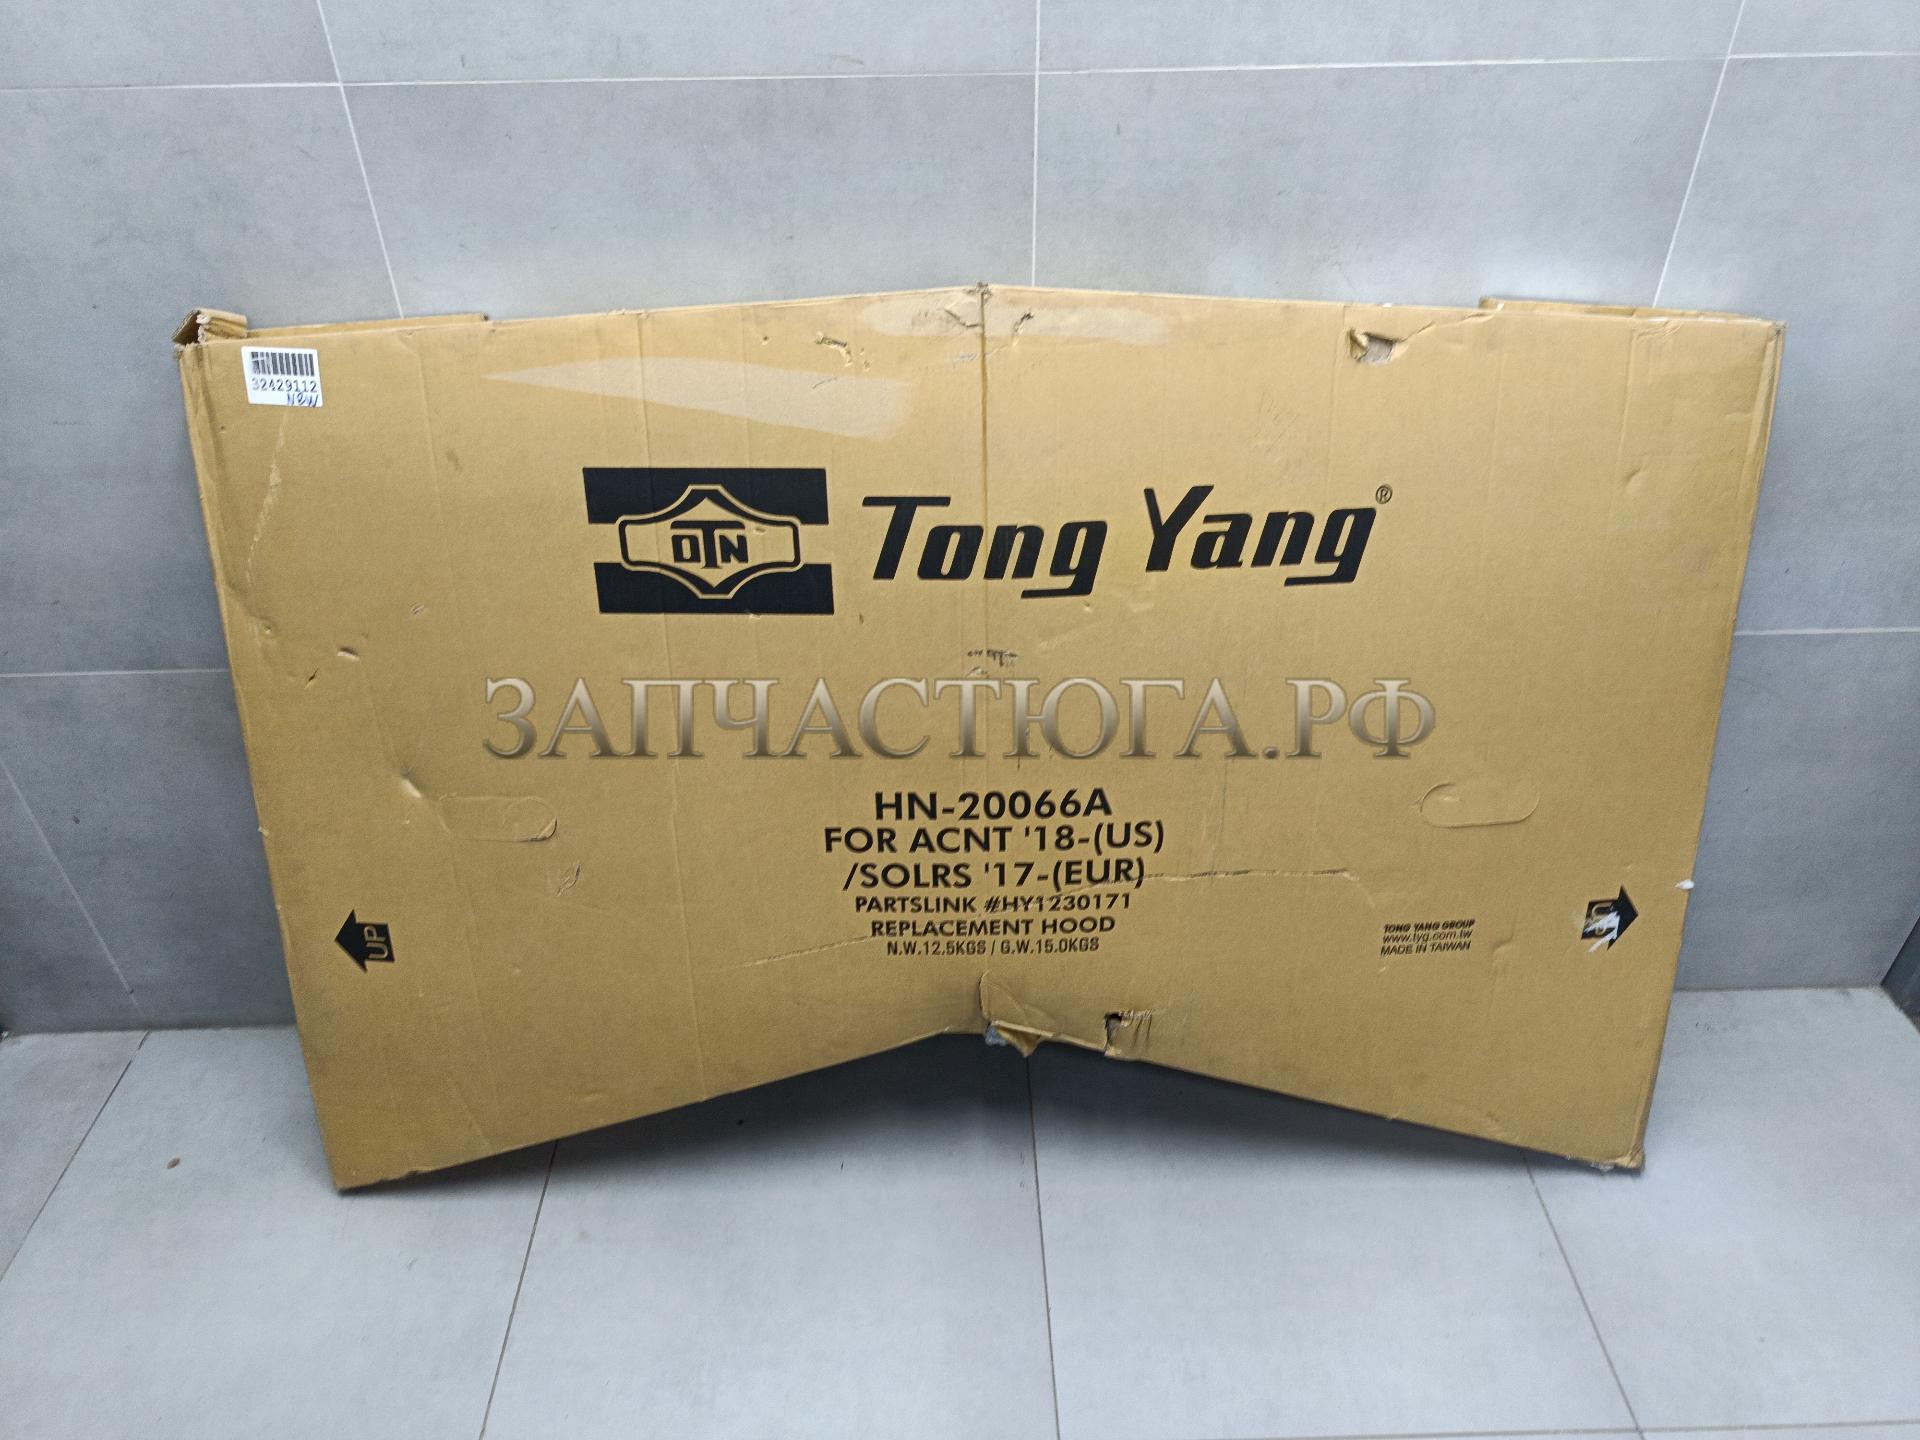 32429112
New
OTN
Tong Yang®
ЗАПЧАСТЮГА.РФ
HN-20066A
FOR ACNT '18-(US)
/SOLRS '17-(EUR)
PARTSLINK #HY1230171
REPLACEMENT HOOD
N.W.12.5KGS / G.W.15.0KGS
UP
TONG YANG GROUP
www.tyg.com.tw
MADE IN TAIWAN